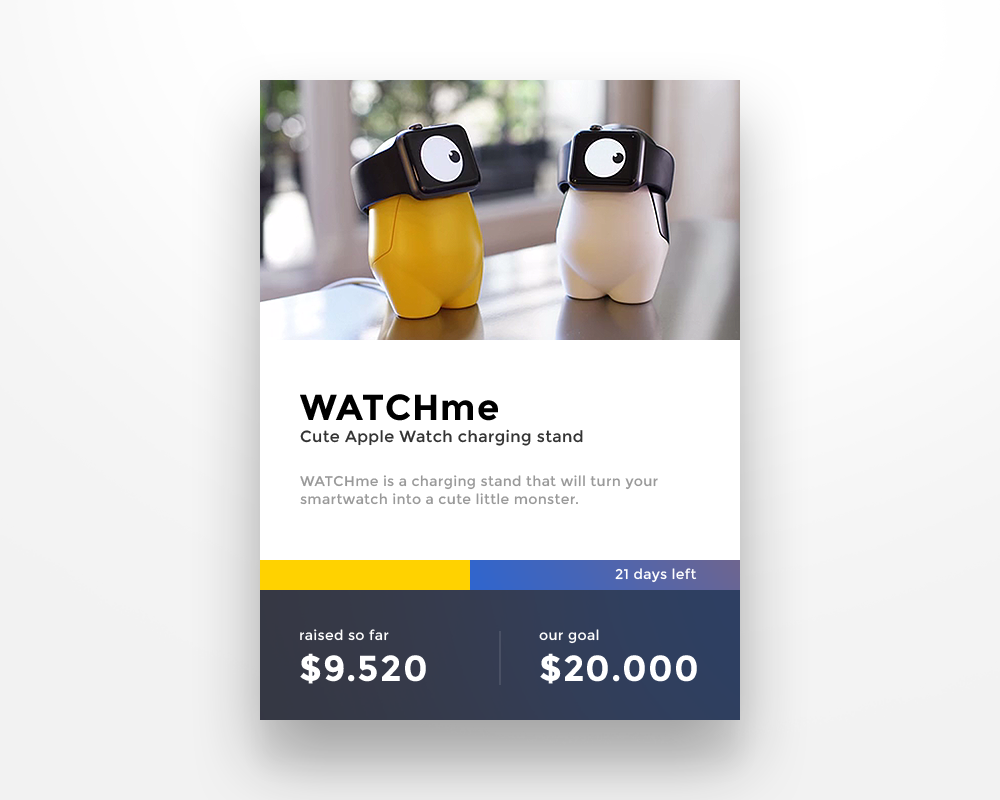 WATCHme
Cute Apple Watch charging stand
WATCHme is a charging stand that will turn your
smartwatch into a cute little monster.
21 days left
raised so far
$9.520
our goal
$20.000